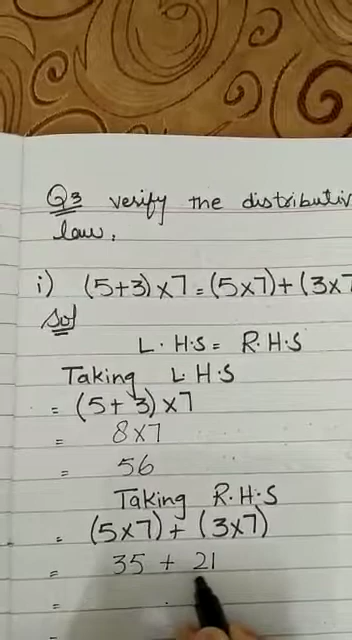 Q3 verify the distributiv
law.
i) (5+3)×7=(5×7)+(3×7
Sol
L.H.S= R.H.S
Taking L.H.S
= (5+3)×7
= 8×7
= 56
Taking R.H.S
= (5×7)+(3×7)
= 35 + 21
=
=